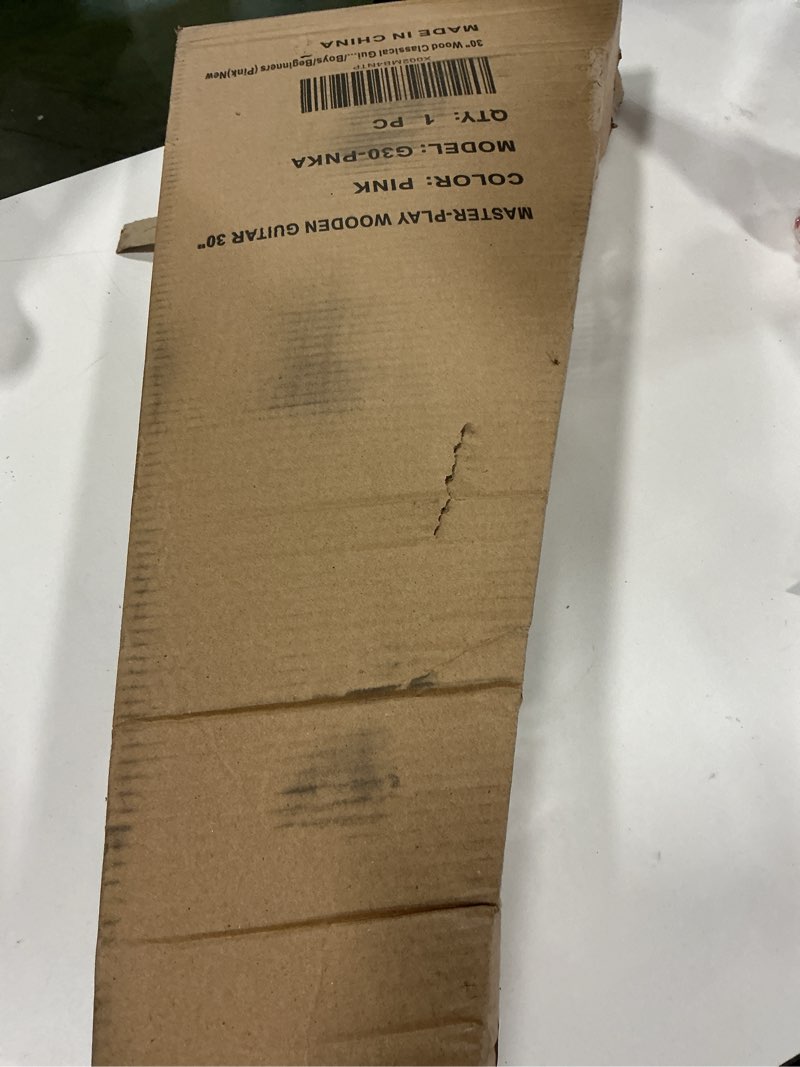 MASTER-PLAY WOODEN GUITAR 30"
COLOR: PINK
MODEL: G30-PNKA
QTY: 1 PC
X002MB4NTP
30" Wood Classical Gui.../Boys/Beginners (Pink)New
MADE IN CHINA